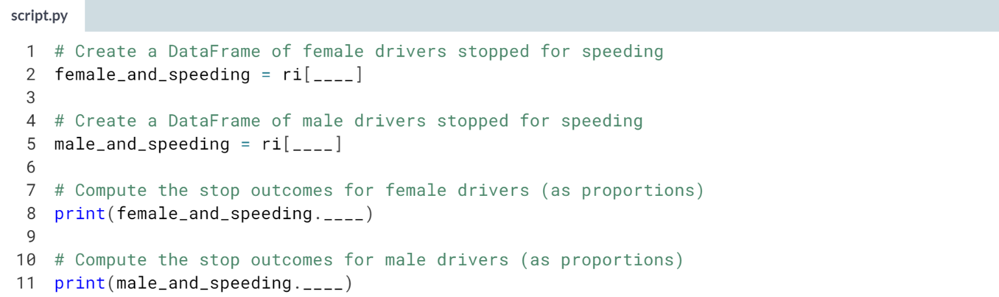 script.py
1 # Create a DataFrame of female drivers stopped for speeding
2 female_and_speeding = ri[____]
3
4 # Create a DataFrame of male drivers stopped for speeding
5 male_and_speeding = ri[____]
6
7 # Compute the stop outcomes for female drivers (as proportions)
8 print(female_and_speeding.____)
9
10 # Compute the stop outcomes for male drivers (as proportions)
11 print(male_and_speeding.____)